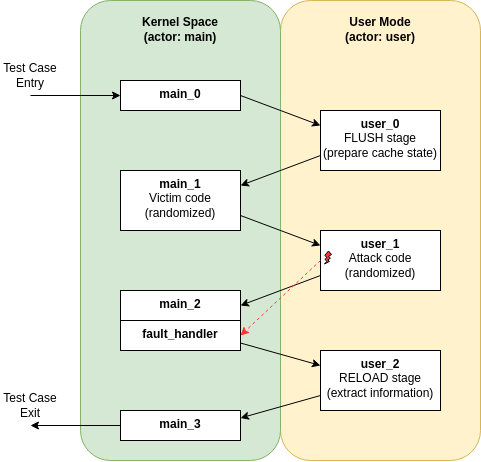 Kernel Space
(actor: main)
User Mode
(actor: user)
Test Case
Entry
main_0
user_0
FLUSH stage
(prepare cache state)
main_1
Victim code
(randomized)
user_1
Attack code
(randomized)
main_2
fault_handler
user_2
RELOAD stage
(extract information)
Test Case
Exit
main_3